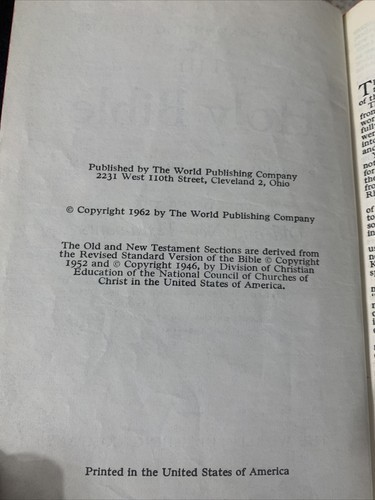 Published by The World Publishing Company
2231 West 110th Street, Cleveland 2, Ohio
© Copyright 1962 by The World Publishing Company
The Old and New Testament Sections are derived from
the Revised Standard Version of the Bible © Copyright
1952 and © Copyright 1946, by Division of Christian
Education of the National Council of Churches of
Christ in the United States of America.
Printed in the United States of America